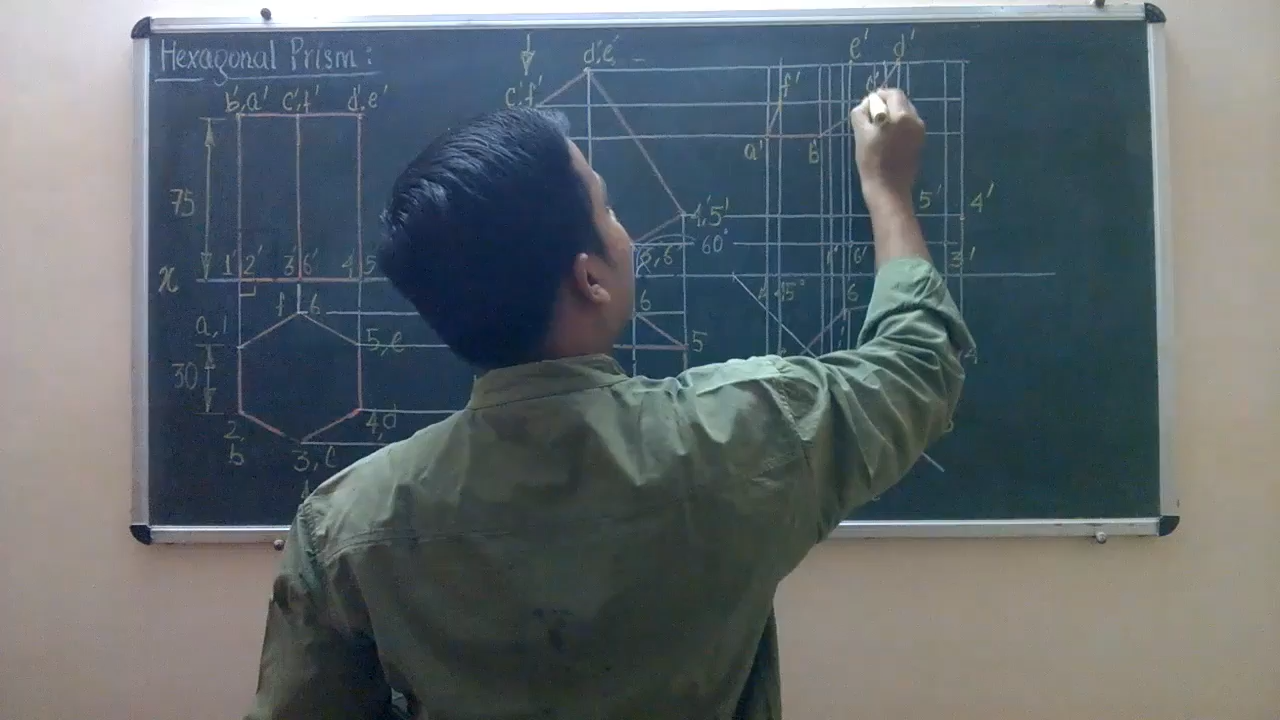 Hexagonal Prism :
b',a' c',f' d',e'
75
1' 2' 3' 6' 4' 5
x
f 6
a,1 5,e
30
2, b
3, c
4,d
d',e'
c',f'
4',5'
60°
6
5
e' d'
f'
a' b'
5' 4'
1' 6' 3'
45°
6